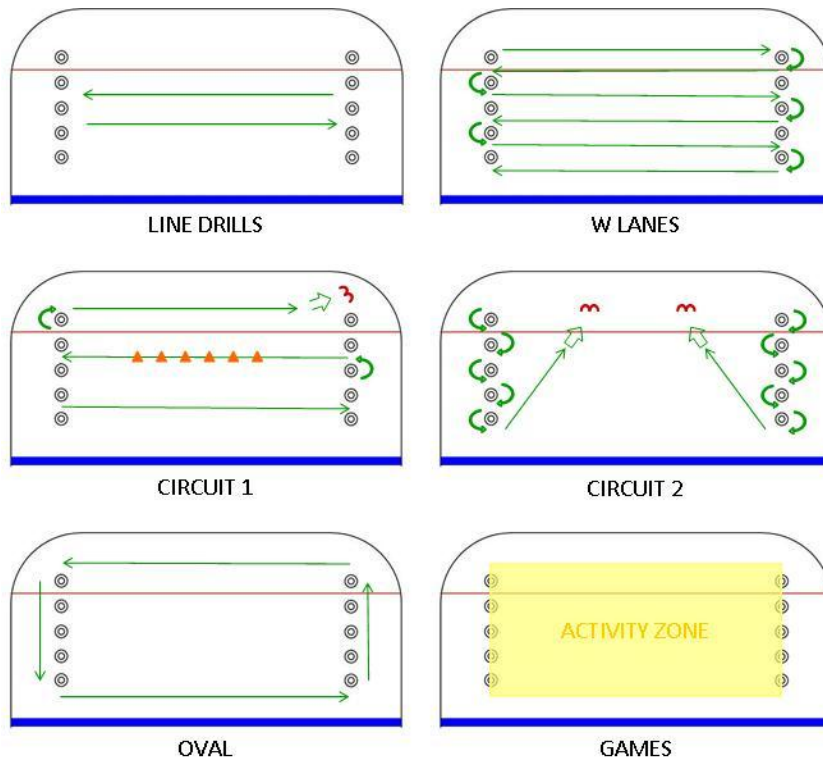 LINE DRILLS
W LANES
CIRCUIT 1
CIRCUIT 2
ACTIVITY ZONE
OVAL
GAMES